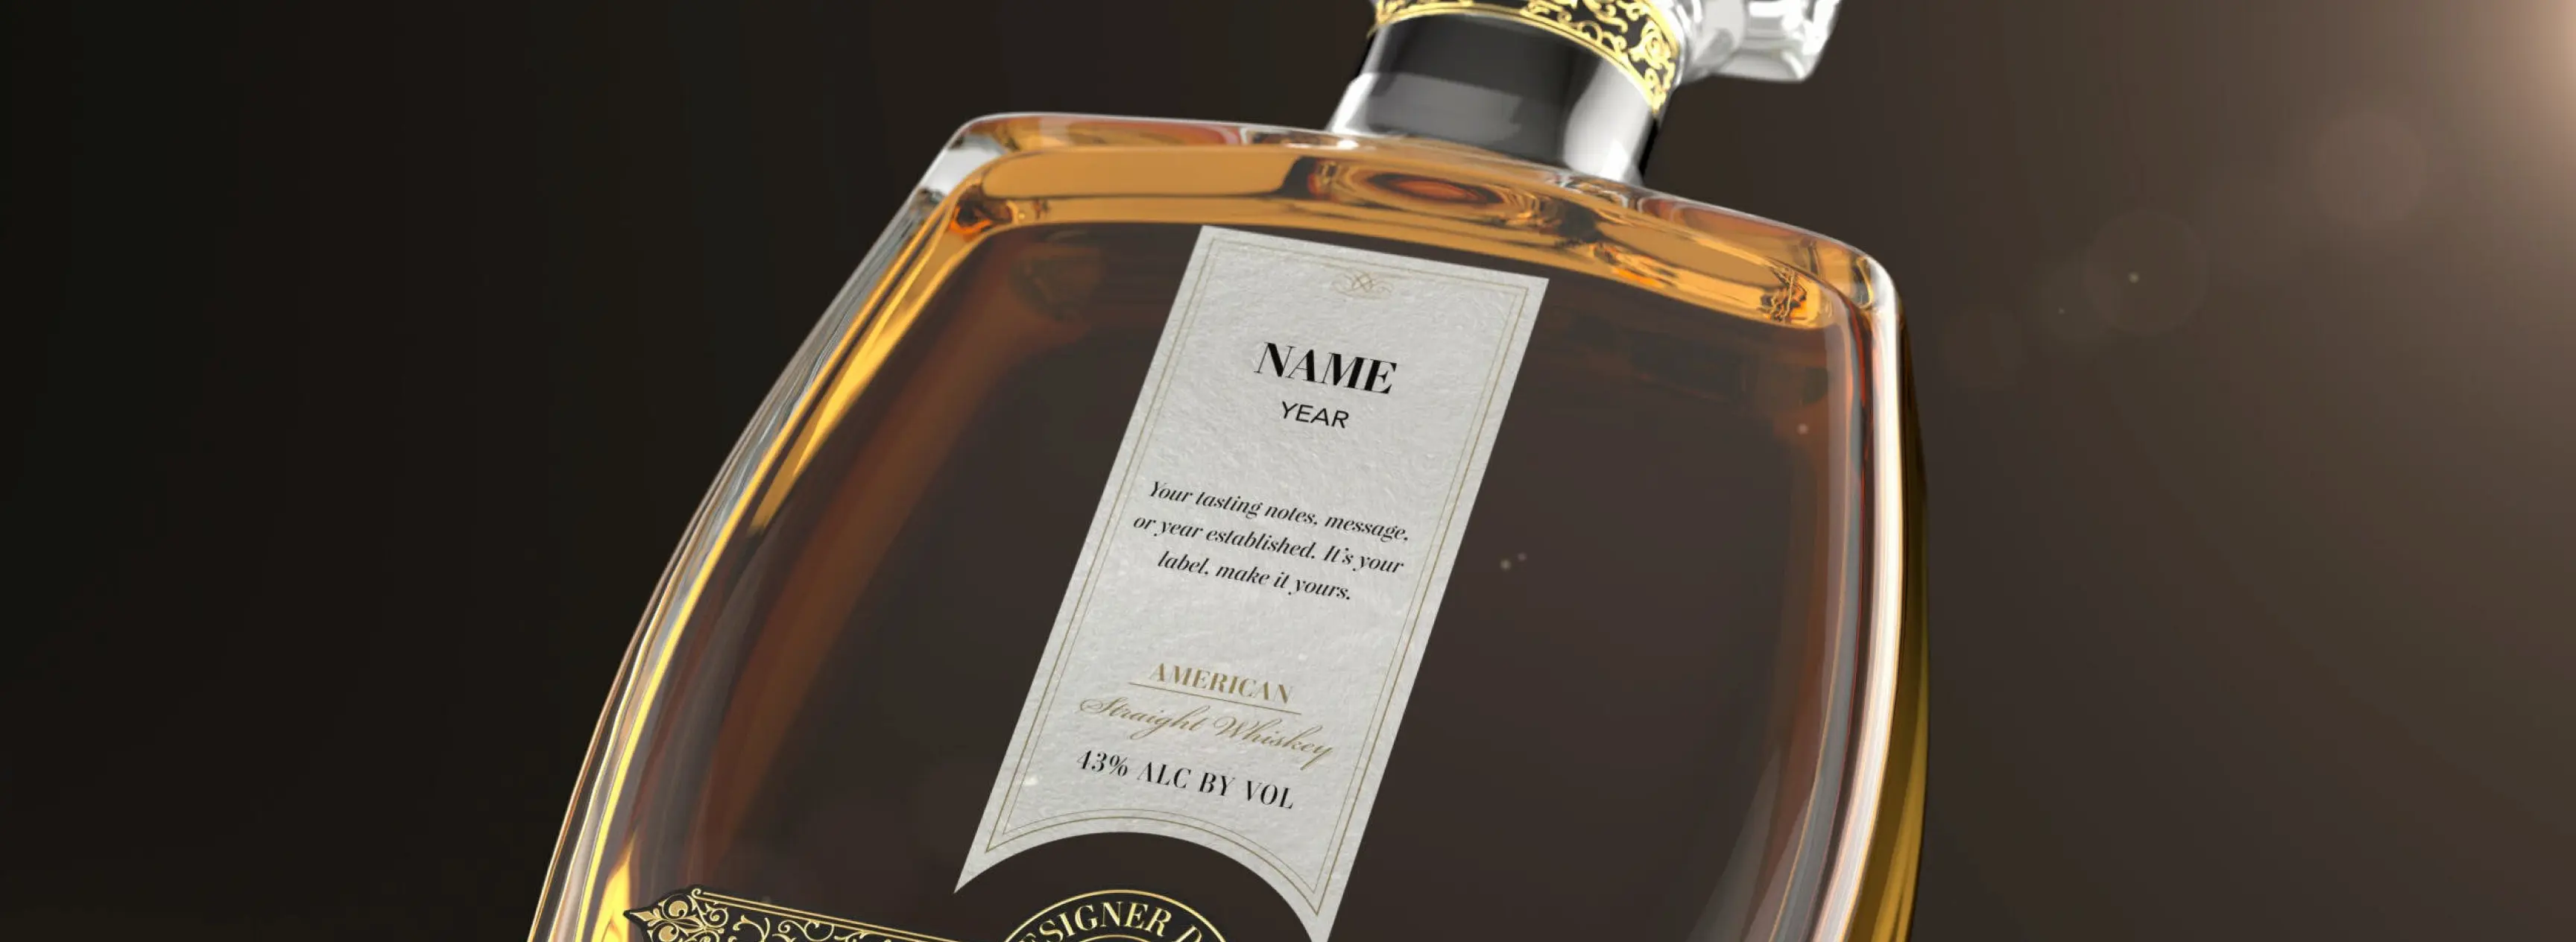 NAME
YEAR
Your tasting notes, message,
or year established. It's your
label, make it yours.
AMERICAN
Straight Whiskey
43% ALC BY VOL